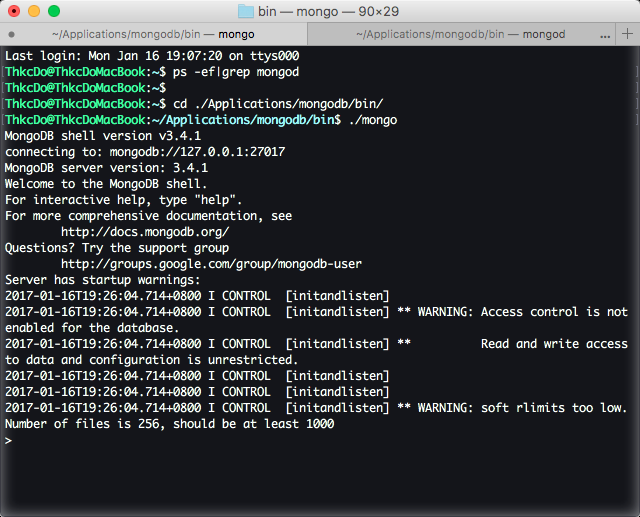 bin — mongo — 90×29
~/Applications/mongodb/bin — mongo
~/Applications/mongodb/bin — mongod ... +
Last login: Mon Jan 16 19:07:20 on ttys000
ThkcDo@ThkcDoMacBook:~$ ps -ef|grep mongod
ThkcDo@ThkcDoMacBook:~$
ThkcDo@ThkcDoMacBook:~$ cd ./Applications/mongodb/bin/
ThkcDo@ThkcDoMacBook:~/Applications/mongodb/bin$ ./mongo
MongoDB shell version v3.4.1
connecting to: mongodb://127.0.0.1:27017
MongoDB server version: 3.4.1
Welcome to the MongoDB shell.
For interactive help, type "help".
For more comprehensive documentation, see
http://docs.mongodb.org/
Questions? Try the support group
http://groups.google.com/group/mongodb-user
Server has startup warnings:
2017-01-16T19:26:04.714+0800 I CONTROL  [initandlisten]
2017-01-16T19:26:04.714+0800 I CONTROL  [initandlisten] ** WARNING: Access control is not
enabled for the database.
2017-01-16T19:26:04.714+0800 I CONTROL  [initandlisten] **          Read and write access
to data and configuration is unrestricted.
2017-01-16T19:26:04.714+0800 I CONTROL  [initandlisten]
2017-01-16T19:26:04.714+0800 I CONTROL  [initandlisten]
2017-01-16T19:26:04.714+0800 I CONTROL  [initandlisten] ** WARNING: soft rlimits too low.
Number of files is 256, should be at least 1000
>